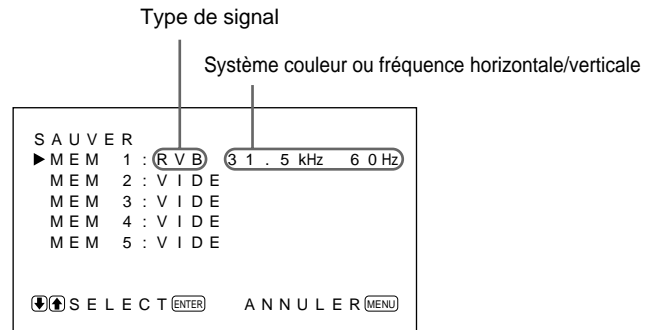 Type de signal
Système couleur ou fréquence horizontale/verticale
SAUVER
▶MEM 1:RVB 31.5 kHz 60Hz
MEM 2:VIDE
MEM 3:VIDE
MEM 4:VIDE
MEM 5:VIDE
SELECT ENTER ANNULER MENU